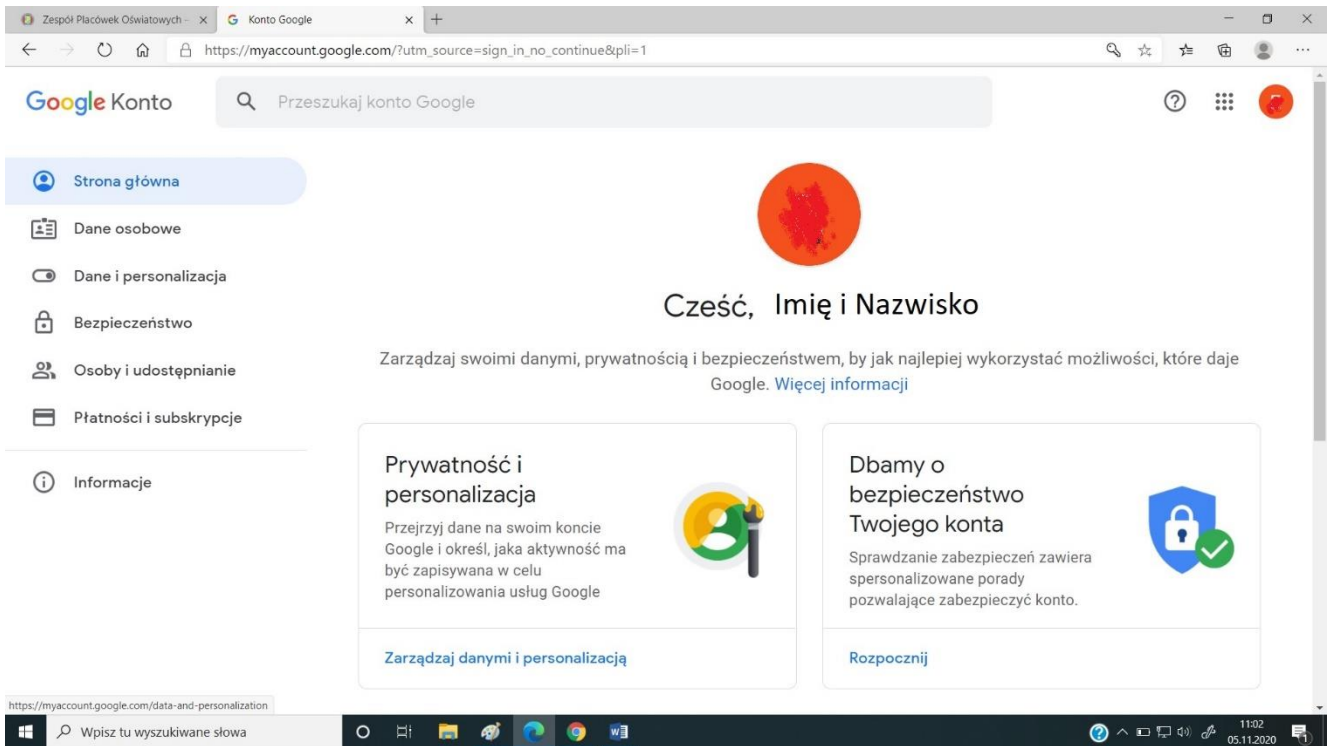 Zespół Placówek Oświatowych -
Konto Google
https://myaccount.google.com/?utm_source=sign_in_no_continue&pli=1
Google Konto
Przeszukaj konto Google
Strona główna
Dane osobowe
Dane i personalizacja
Bezpieczeństwo
Osoby i udostępnianie
Płatności i subskrypcje
Informacje
Cześć, Imię i Nazwisko
Zarządzaj swoimi danymi, prywatnością i bezpieczeństwem, by jak najlepiej wykorzystać możliwości, które daje
Google. Więcej informacji
Prywatność i
personalizacja
Przejrzyj dane na swoim koncie
Google i określ, jaka aktywność ma
być zapisywana w celu
personalizowania usług Google
Zarządzaj danymi i personalizacją
Dbamy o
bezpieczeństwo
Twojego konta
Sprawdzanie zabezpieczeń zawiera
spersonalizowane porady
pozwalające zabezpieczyć konto.
Rozpocznij
https://myaccount.google.com/data-and-personalization
Wpisz tu wyszukiwane słowa
11:02
05.11.2020